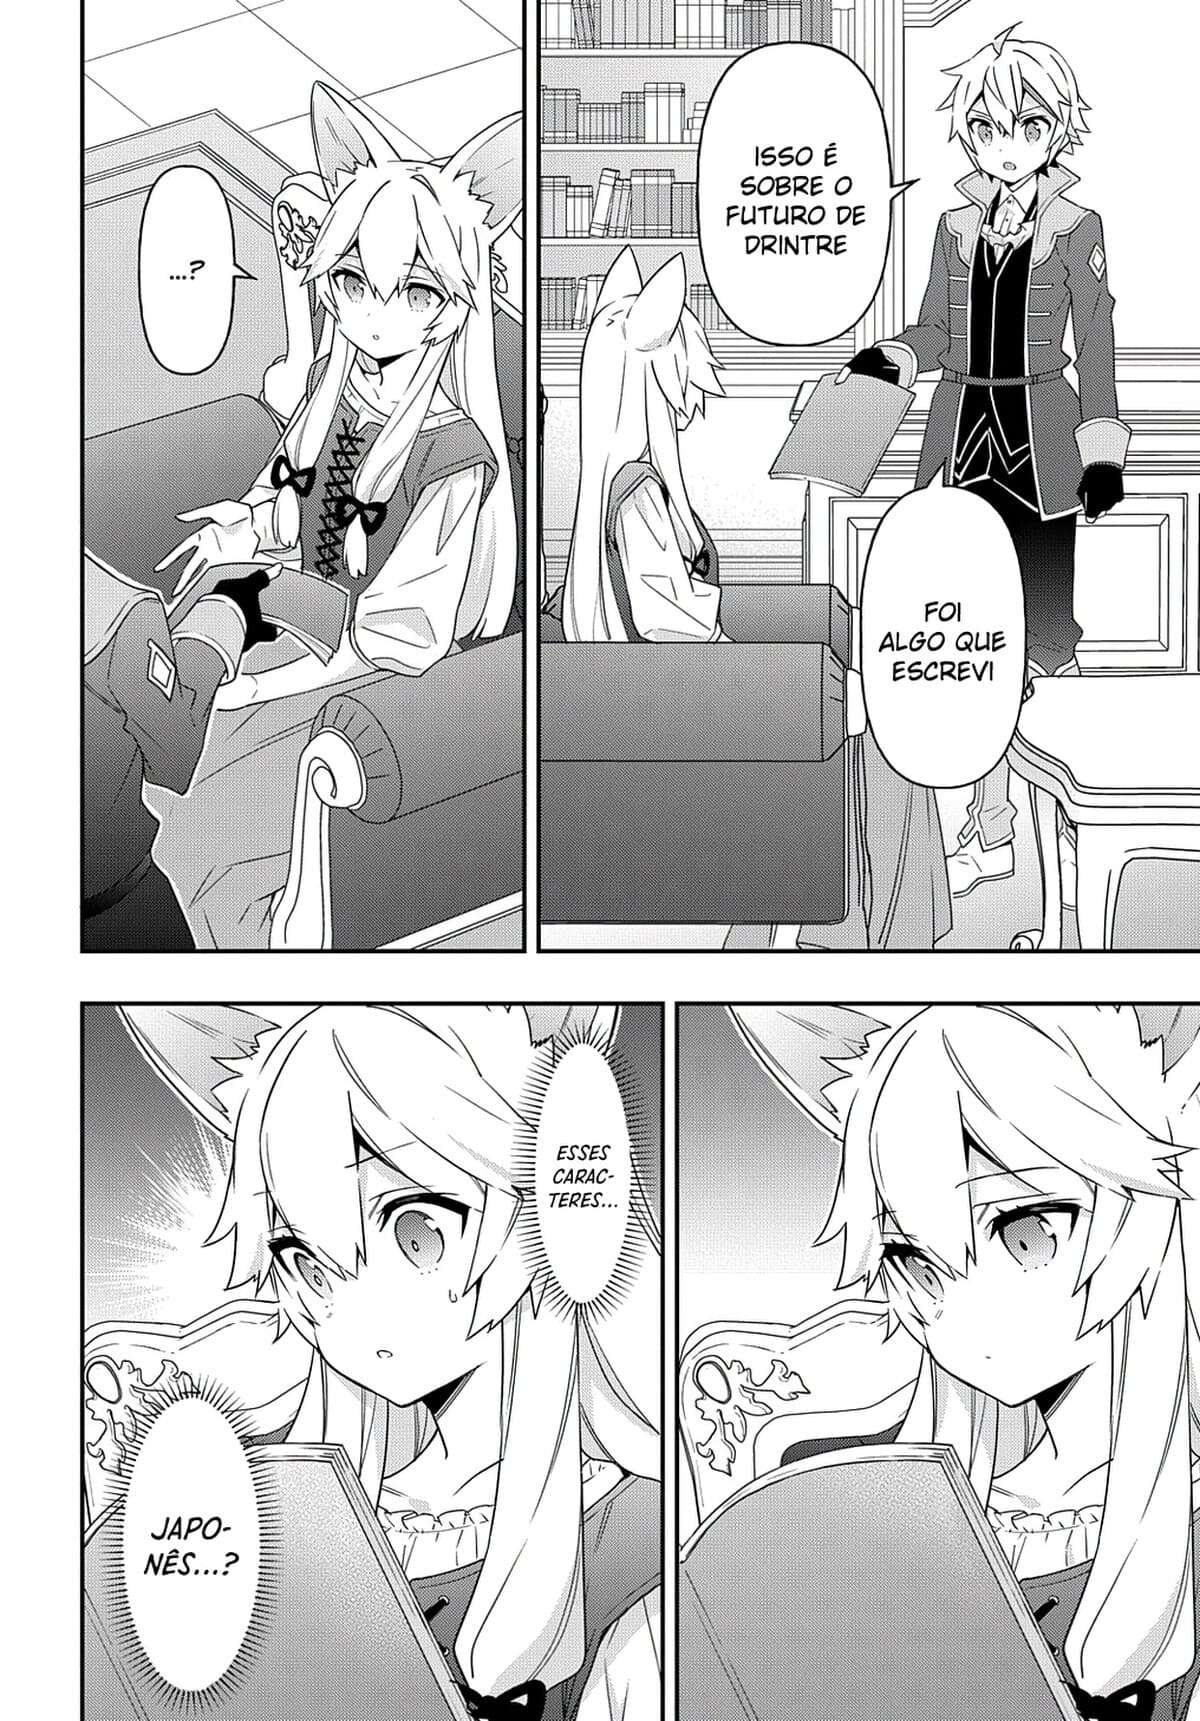 ISSO É
SOBRE O
FUTURO DE
DRINTRE
FOI
ALGO QUE
ESCREVI
...?
ESSES
CARAC-
TERES...
JAPO-
NÊS...?